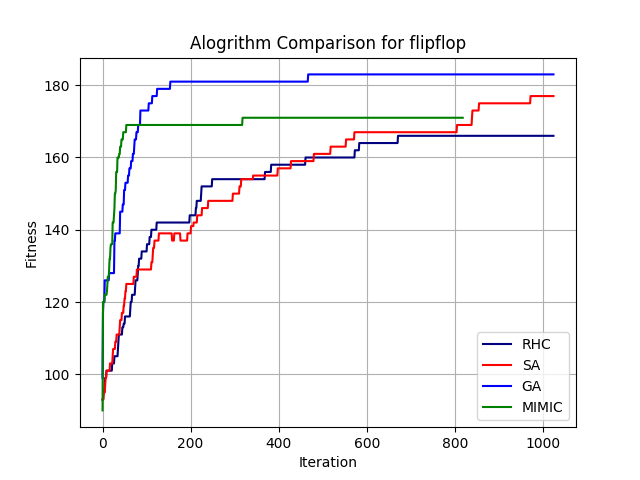 Alogrithm Comparison for flipflop
Fitness
180
160
140
120
100
0 200 400 600 800 1000
Iteration
RHC
SA
GA
MIMIC